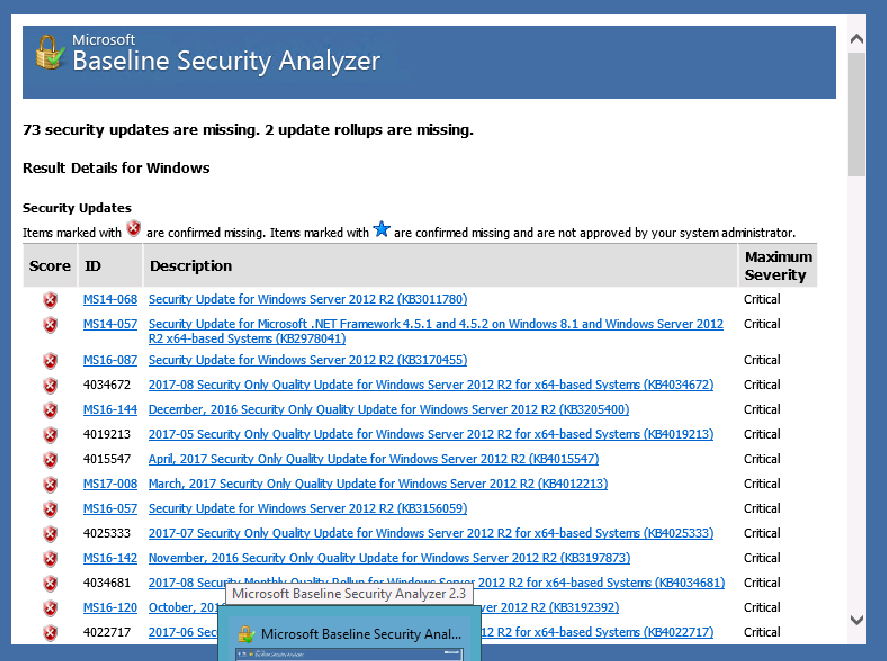 Microsoft
Baseline Security Analyzer
73 security updates are missing. 2 update rollups are missing.
Result Details for Windows
Security Updates
Items marked with are confirmed missing. Items marked with are confirmed missing and are not approved by your system administrator.
Score ID Description Maximum Severity
MS14-068 Security Update for Windows Server 2012 R2 (KB3011780) Critical
MS14-057 Security Update for Microsoft .NET Framework 4.5.1 and 4.5.2 on Windows 8.1 and Windows Server 2012 Critical
R2 x64-based Systems (KB2978041)
MS16-087 Security Update for Windows Server 2012 R2 (KB3170455) Critical
4034672 2017-08 Security Only Quality Update for Windows Server 2012 R2 for x64-based Systems (KB4034672) Critical
MS16-144 December, 2016 Security Only Quality Update for Windows Server 2012 R2 (KB3205400) Critical
4019213 2017-05 Security Only Quality Update for Windows Server 2012 R2 for x64-based Systems (KB4019213) Critical
4015547 April, 2017 Security Only Quality Update for Windows Server 2012 R2 (KB4015547) Critical
MS17-008 March, 2017 Security Only Quality Update for Windows Server 2012 R2 (KB4012213) Critical
MS16-057 Security Update for Windows Server 2012 R2 (KB3156059) Critical
4025333 2017-07 Security Only Quality Update for Windows Server 2012 R2 for x64-based Systems (KB4025333) Critical
MS16-142 November, 2016 Security Only Quality Update for Windows Server 2012 R2 (KB3197873) Critical
4034681 2017-08 Security Monthly Quality Rollup for Windows Server 2012 R2 for x64-based Systems (KB4034681) Critical
Microsoft Baseline Security Analyzer 2.3
MS16-120 October, 201 ver 2012 R2 (KB3192392) Critical
4022717 2017-06 Sec 12 R2 for x64-based Systems (KB4022717) Critical
Microsoft Baseline Security Anal...